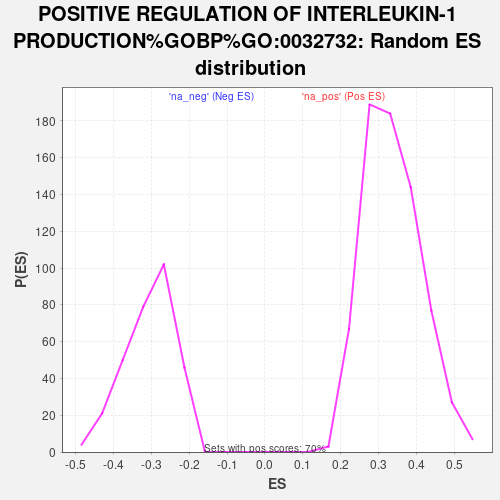 POSITIVE REGULATION OF INTERLEUKIN-1
PRODUCTION%GOBP%GO:0032732: Random ES
distribution
'na_neg' (Neg ES)
'na_pos' (Pos ES)
P(ES)
180
160
140
120
100
80
60
40
20
0
Sets with pos scores: 70%
-0.5
-0.4
-0.3
-0.2
-0.1
0.0
0.1
0.2
0.3
0.4
0.5
ES